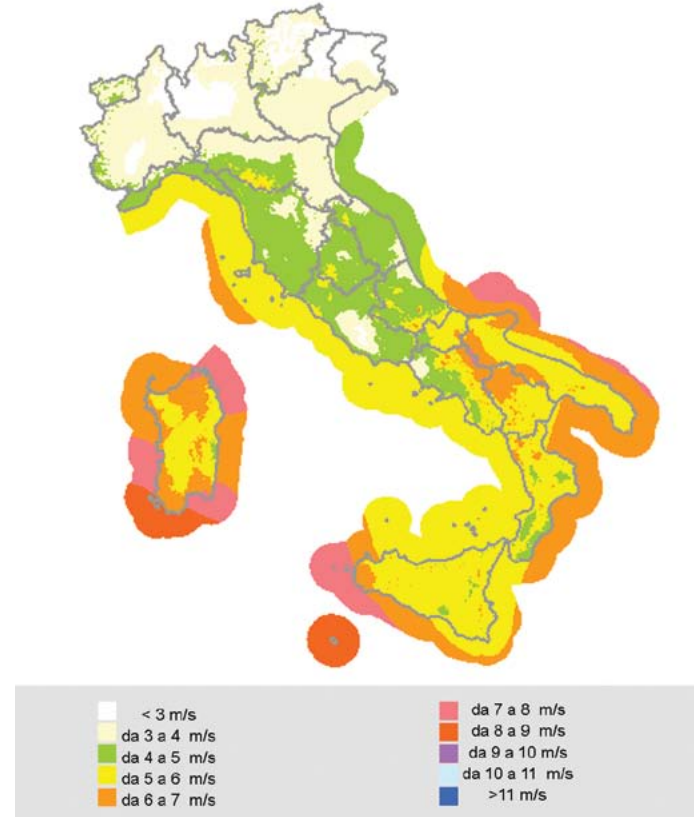 < 3 m/s
da 3 a 4 m/s
da 4 a 5 m/s
da 5 a 6 m/s
da 6 a 7 m/s
da 7 a 8 m/s
da 8 a 9 m/s
da 9 a 10 m/s
da 10 a 11 m/s
>11 m/s